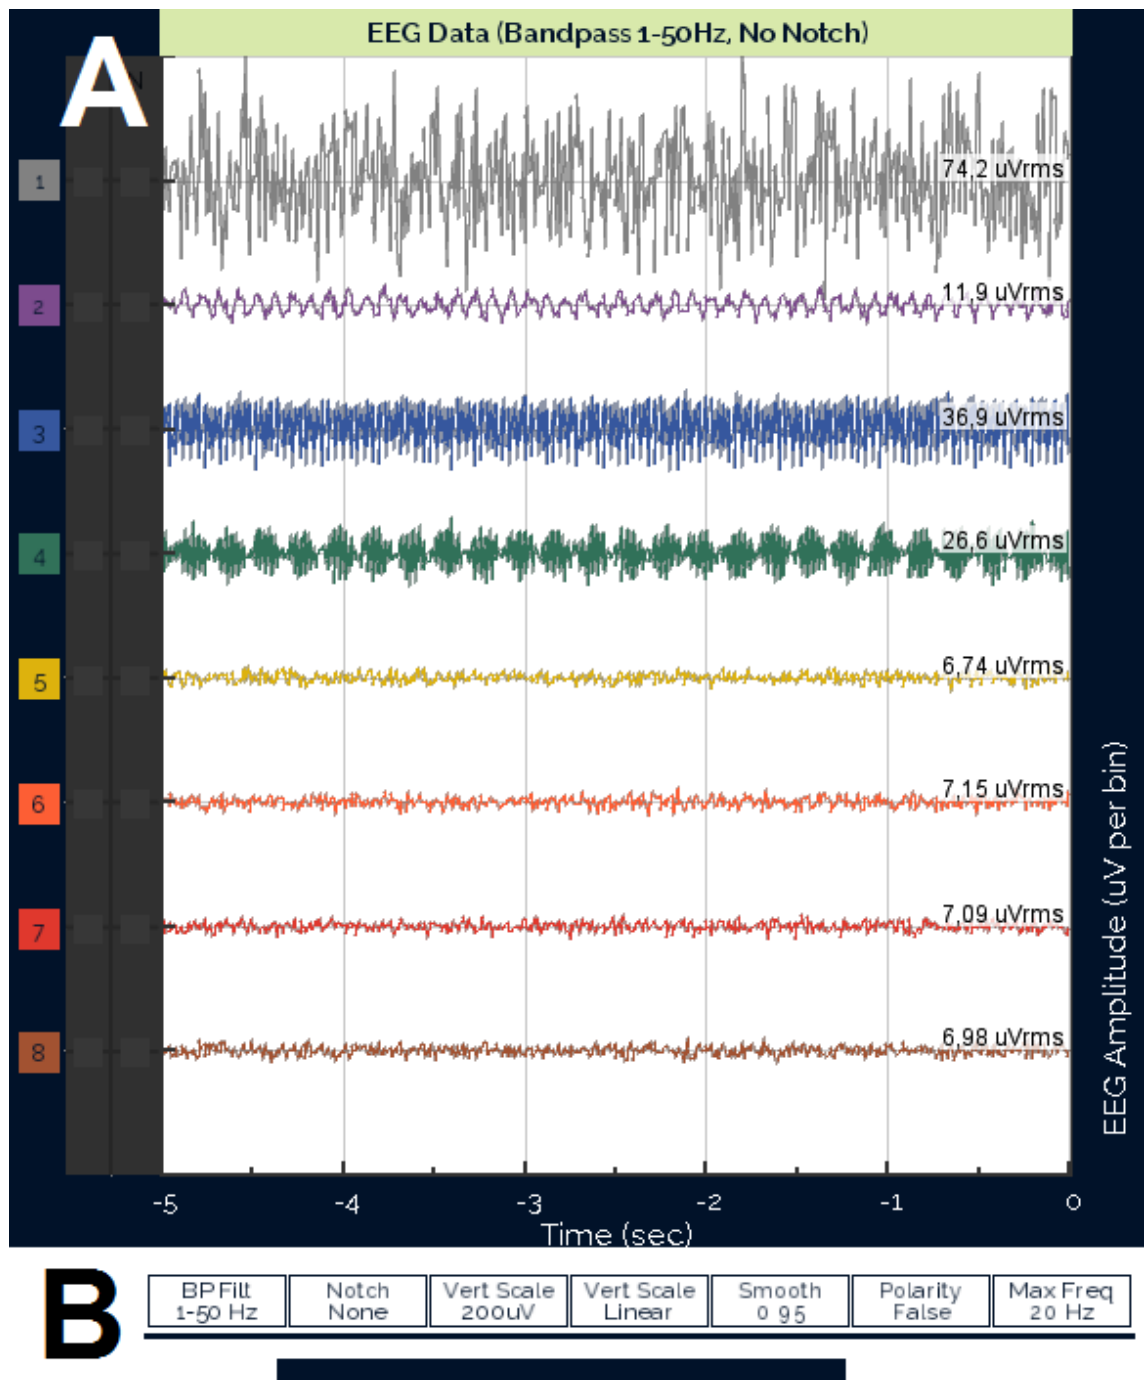 EEG Data (Bandpass 1-50Hz, No Notch)
A
N
1
74,2 uVrms
2
11,9 uVrms
3
36,9 uVrms
4
26,6 uVrms
5
6,74 uVrms
6
7,15 uVrms
7
7,09 uVrms
8
6,98 uVrms
EEG Amplitude (uV per bin)
-5 -4 -3 -2 -1 0
Time (sec)
B
BP Filt
1-50 Hz
Notch
None
Vert Scale
200uV
Vert Scale
Linear
Smooth
0 95
Polarity
False
Max Freq
20 Hz